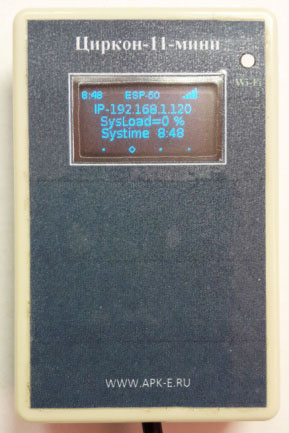 Циркон-11-мини
Wi-Fi
8:48 ESP-50
IP-192.168.1.120
SysLoad=0 %
Systime 8:48
WWW.APK-E.RU